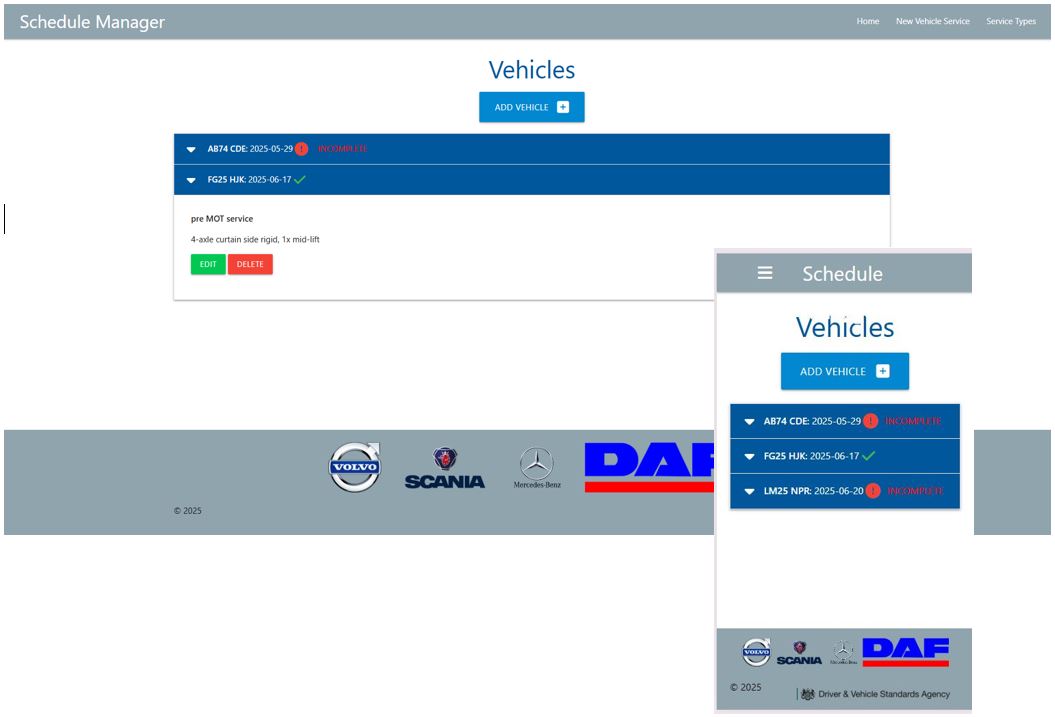 Schedule Manager
Home New Vehicle Service Service Types
Vehicles
ADD VEHICLE
AB74 CDE: 2025-05-29 ! INCOMPLETE
FG25 HJK: 2025-06-17
pre MOT service
4-axle curtain side rigid, 1x mid-lift
EDIT DELETE
VOLVO SCANIA Mercedes-Benz DAF
© 2025
Schedule
Vehicles
ADD VEHICLE
AB74 CDE: 2025-05-29 ! INCOMPLETE
FG25 HJK: 2025-06-17
LM25 NPR: 2025-06-20 ! INCOMPLETE
VOLVO SCANIA Mercedes-Benz DAF
© 2025
Driver & Vehicle Standards Agency